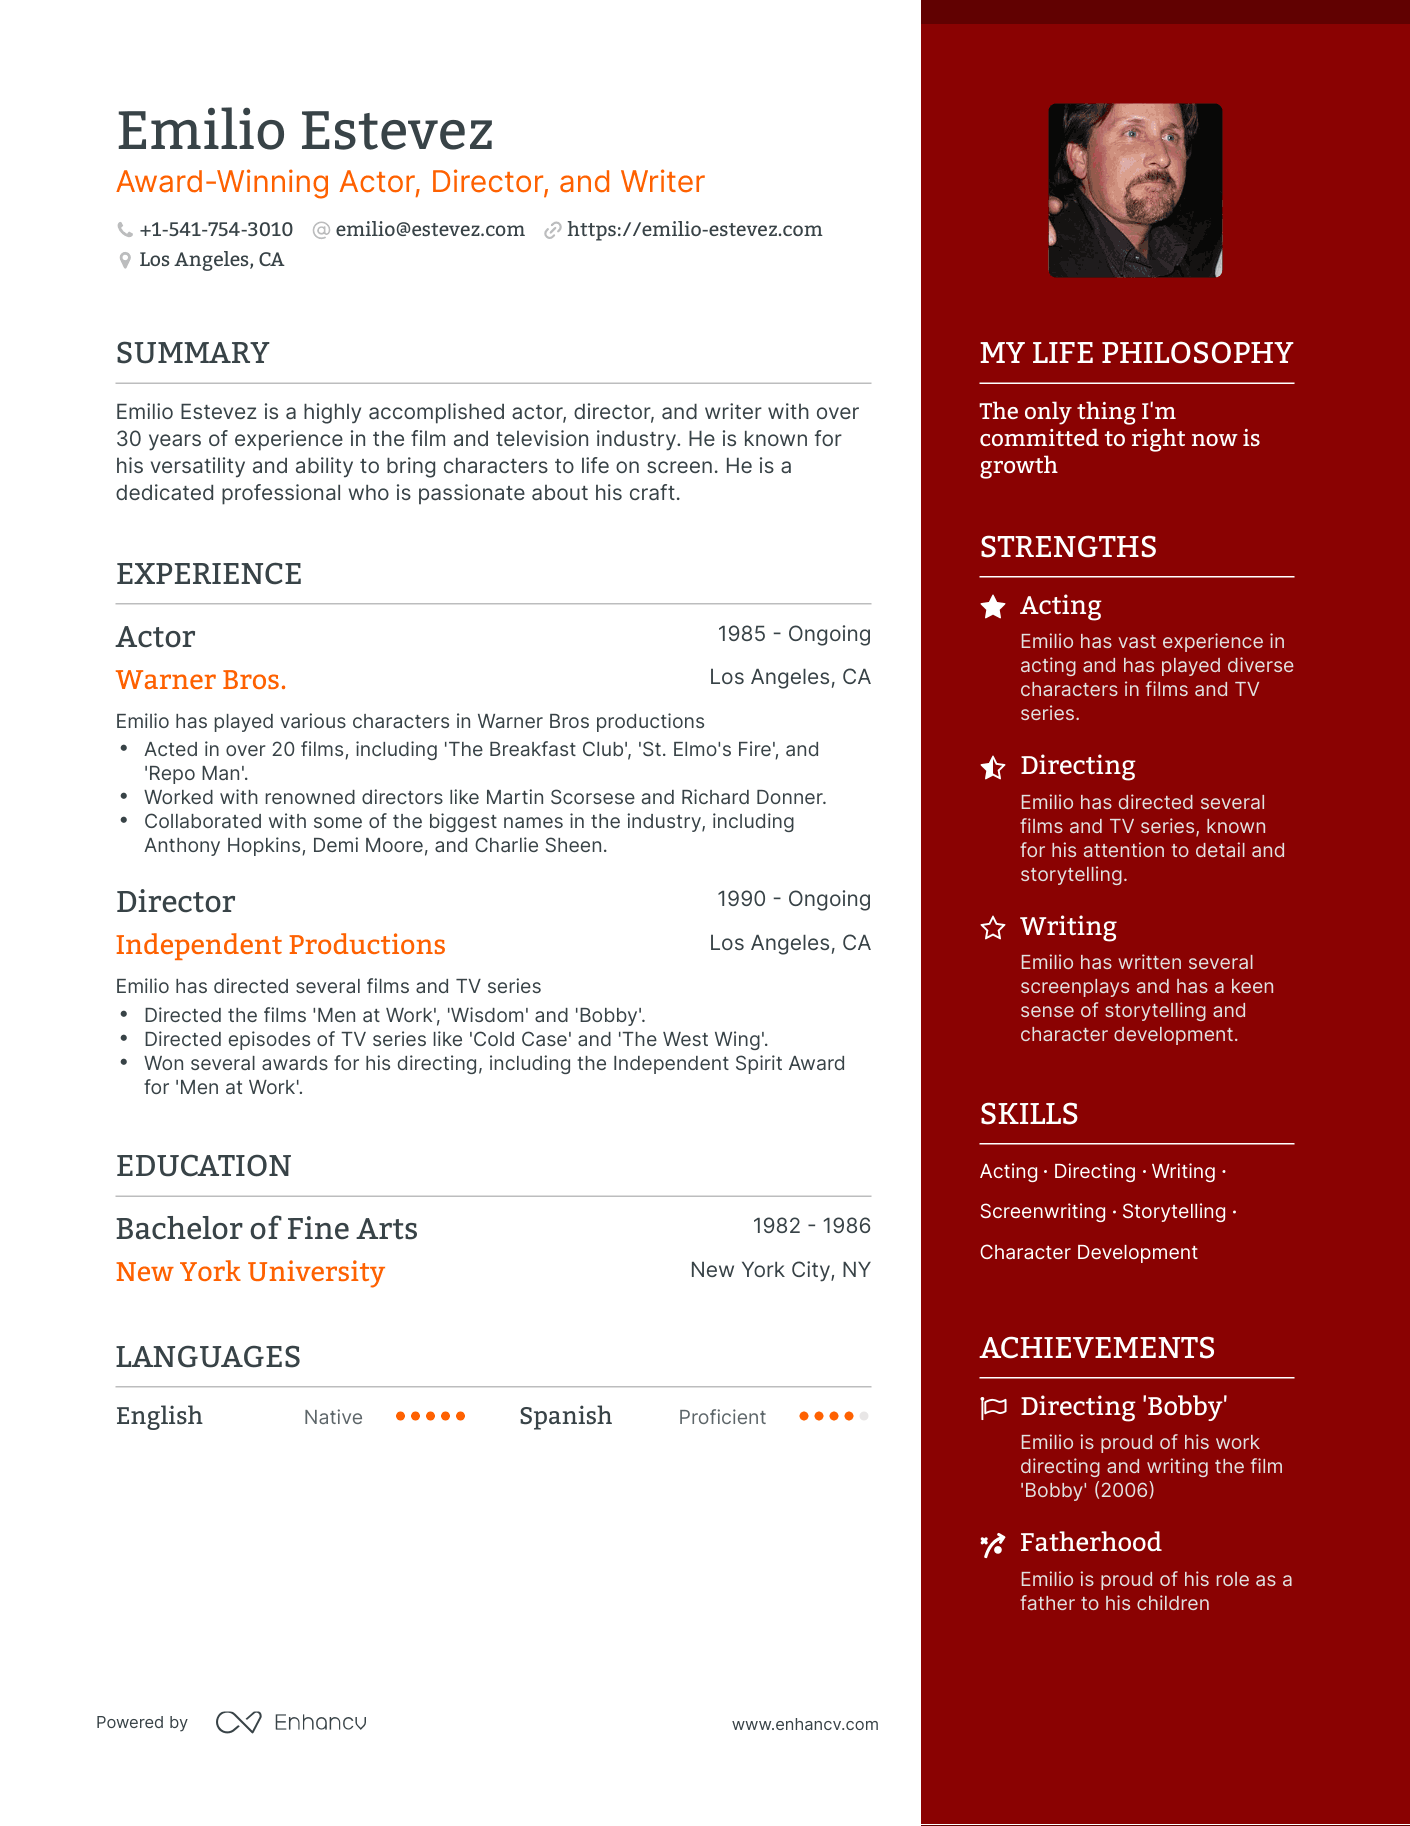 Emilio Estevez
Award-Winning Actor, Director, and Writer
+1-541-754-3010 emilio@estevez.com https://emilio-estevez.com
Los Angeles, CA
SUMMARY
Emilio Estevez is a highly accomplished actor, director, and writer with over
30 years of experience in the film and television industry. He is known for
his versatility and ability to bring characters to life on screen. He is a
dedicated professional who is passionate about his craft.
EXPERIENCE
Actor 1985 - Ongoing
Warner Bros. Los Angeles, CA
Emilio has played various characters in Warner Bros productions
• Acted in over 20 films, including 'The Breakfast Club', 'St. Elmo's Fire', and
'Repo Man'.
• Worked with renowned directors like Martin Scorsese and Richard Donner.
• Collaborated with some of the biggest names in the industry, including
Anthony Hopkins, Demi Moore, and Charlie Sheen.
Director 1990 - Ongoing
Independent Productions Los Angeles, CA
Emilio has directed several films and TV series
• Directed the films 'Men at Work', 'Wisdom' and 'Bobby'.
• Directed episodes of TV series like 'Cold Case' and 'The West Wing'.
• Won several awards for his directing, including the Independent Spirit Award
for 'Men at Work'.
EDUCATION
Bachelor of Fine Arts 1982 - 1986
New York University New York City, NY
LANGUAGES
English Native Spanish Proficient
Powered by Enhancv www.enhancv.com
MY LIFE PHILOSOPHY
The only thing I'm
committed to right now is
growth
STRENGTHS
Acting
Emilio has vast experience in
acting and has played diverse
characters in films and TV
series.
Directing
Emilio has directed several
films and TV series, known
for his attention to detail and
storytelling.
Writing
Emilio has written several
screenplays and has a keen
sense of storytelling and
character development.
SKILLS
Acting · Directing · Writing ·
Screenwriting · Storytelling ·
Character Development
ACHIEVEMENTS
Directing 'Bobby'
Emilio is proud of his work
directing and writing the film
'Bobby' (2006)
Fatherhood
Emilio is proud of his role as a
father to his children